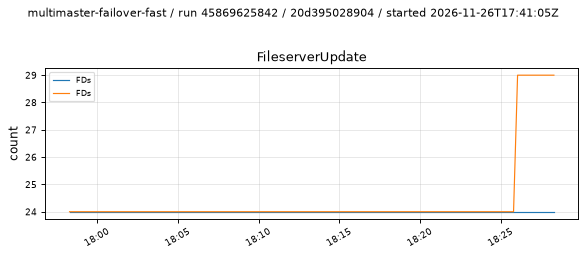 multimaster-failover-fast / run 45869625842 / 20d395028904 / started 2026-11-26T17:41:05Z
FileserverUpdate
29
28
27
26
25
24
count
FDs
FDs
18:00
18:05
18:10
18:15
18:20
18:25